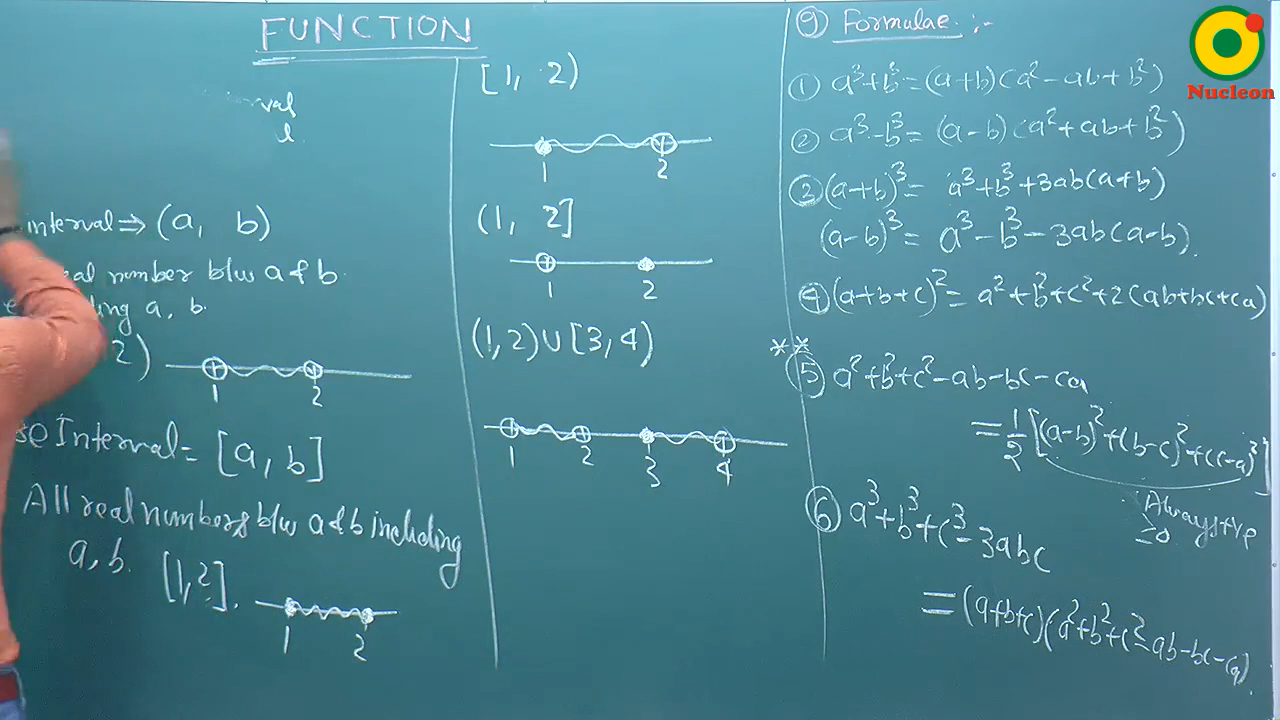 FUNCTION
interval ⇒ (a, b)
real number b/w a & b
a, b.
2)
1 2
Interval = [a, b]
All real numbers b/w a & b including
a, b. [1, 2].
1 2
[1, 2)
1 2
(1, 2]
1 2
(1, 2) ∪ [3, 4)
1 2 3 4
⑨ Formulae :-
① a³+b³=(a+b)(a²-ab+b²)
② a³-b³=(a-b)(a²+ab+b²)
③ (a+b)³= a³+b³+3ab(a+b)
(a-b)³= a³-b³-3ab(a-b).
④ (a+b+c)²= a²+b²+c²+2(ab+bc+ca)
**
⑤ a²+b²+c²-ab-bc-ca
=1/2[(a-b)²+(b-c)²+(c-a)²]
Always +ve
≥0
⑥ a³+b³+c³-3abc
=(a+b+c)(a²+b²+c²-ab-bc-ca)
Nucleon